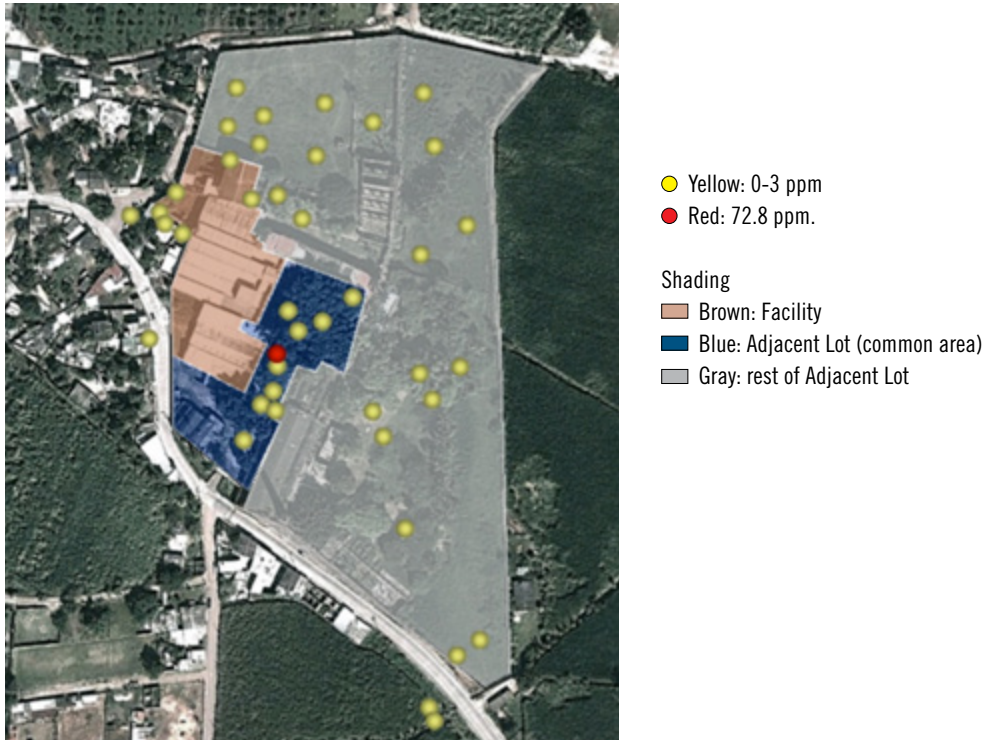 Yellow: 0-3 ppm
Red: 72.8 ppm.
Shading
Brown: Facility
Blue: Adjacent Lot (common area)
Gray: rest of Adjacent Lot